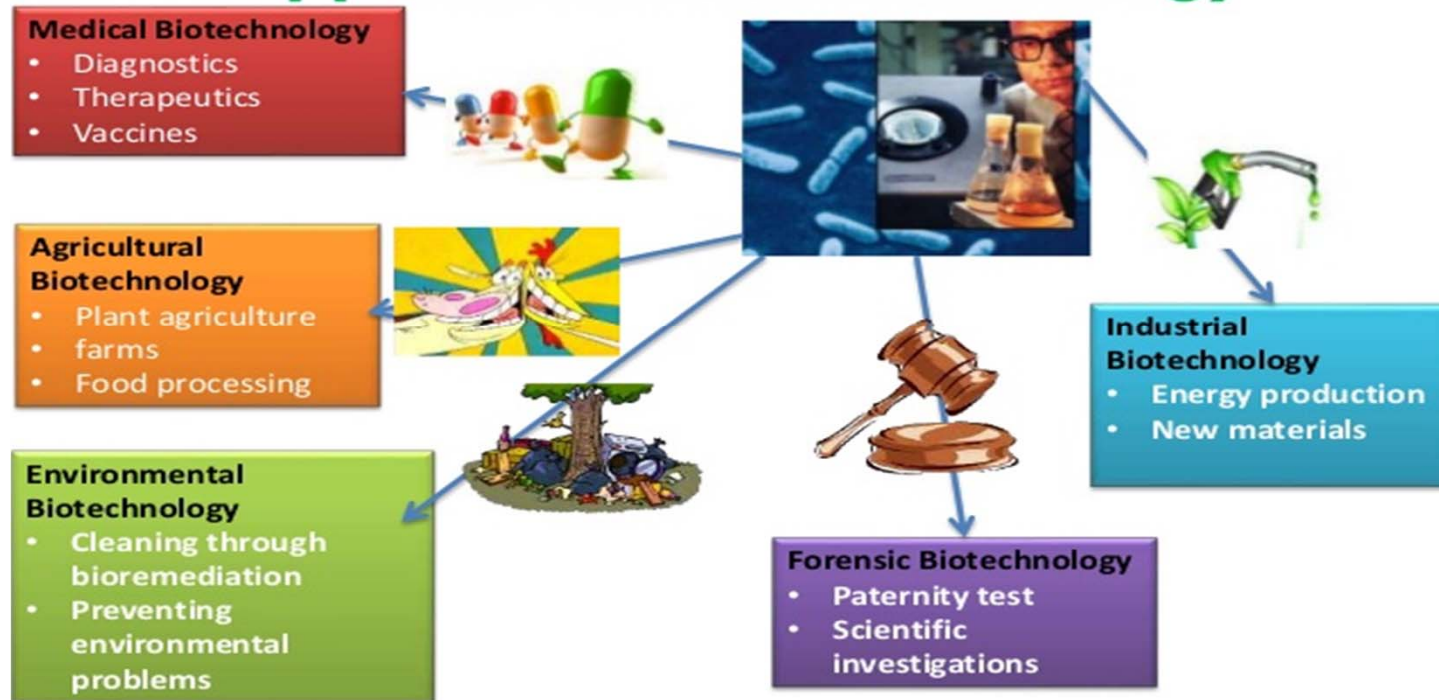 Medical Biotechnology
• Diagnostics
• Therapeutics
• Vaccines
Agricultural
Biotechnology
• Plant agriculture
• farms
• Food processing
Environmental
Biotechnology
• Cleaning through
bioremediation
• Preventing
environmental
problems
Forensic Biotechnology
• Paternity test
• Scientific
investigations
Industrial
Biotechnology
• Energy production
• New materials